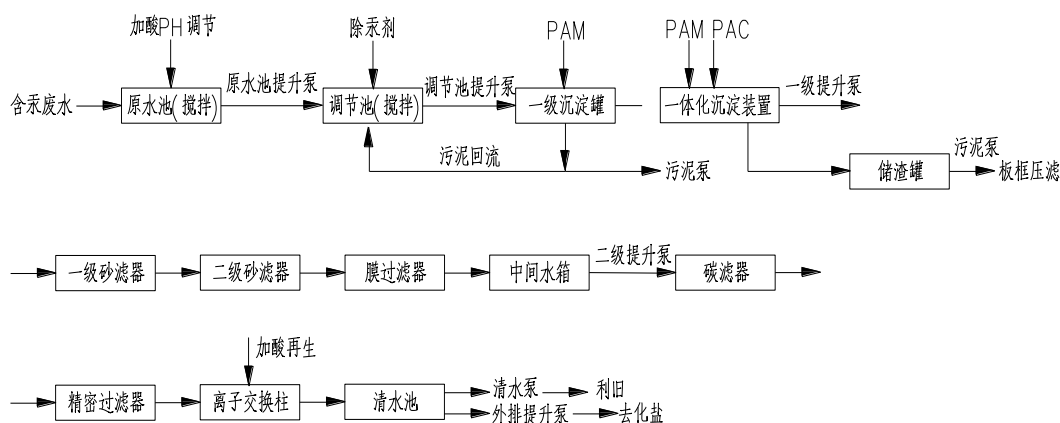 加酸PH调节
除汞剂
PAM
PAM PAC
含汞废水
原水池(搅拌)
原水池提升泵
调节池(搅拌)
调节池提升泵
一级沉淀罐
一体化沉淀装置
一级提升泵
污泥回流
污泥泵
储渣罐
污泥泵
板框压滤
一级砂滤器
二级砂滤器
膜过滤器
中间水箱
二级提升泵
碳滤器
加酸再生
精密过滤器
离子交换柱
清水池
清水泵
利旧
外排提升泵
去化盐